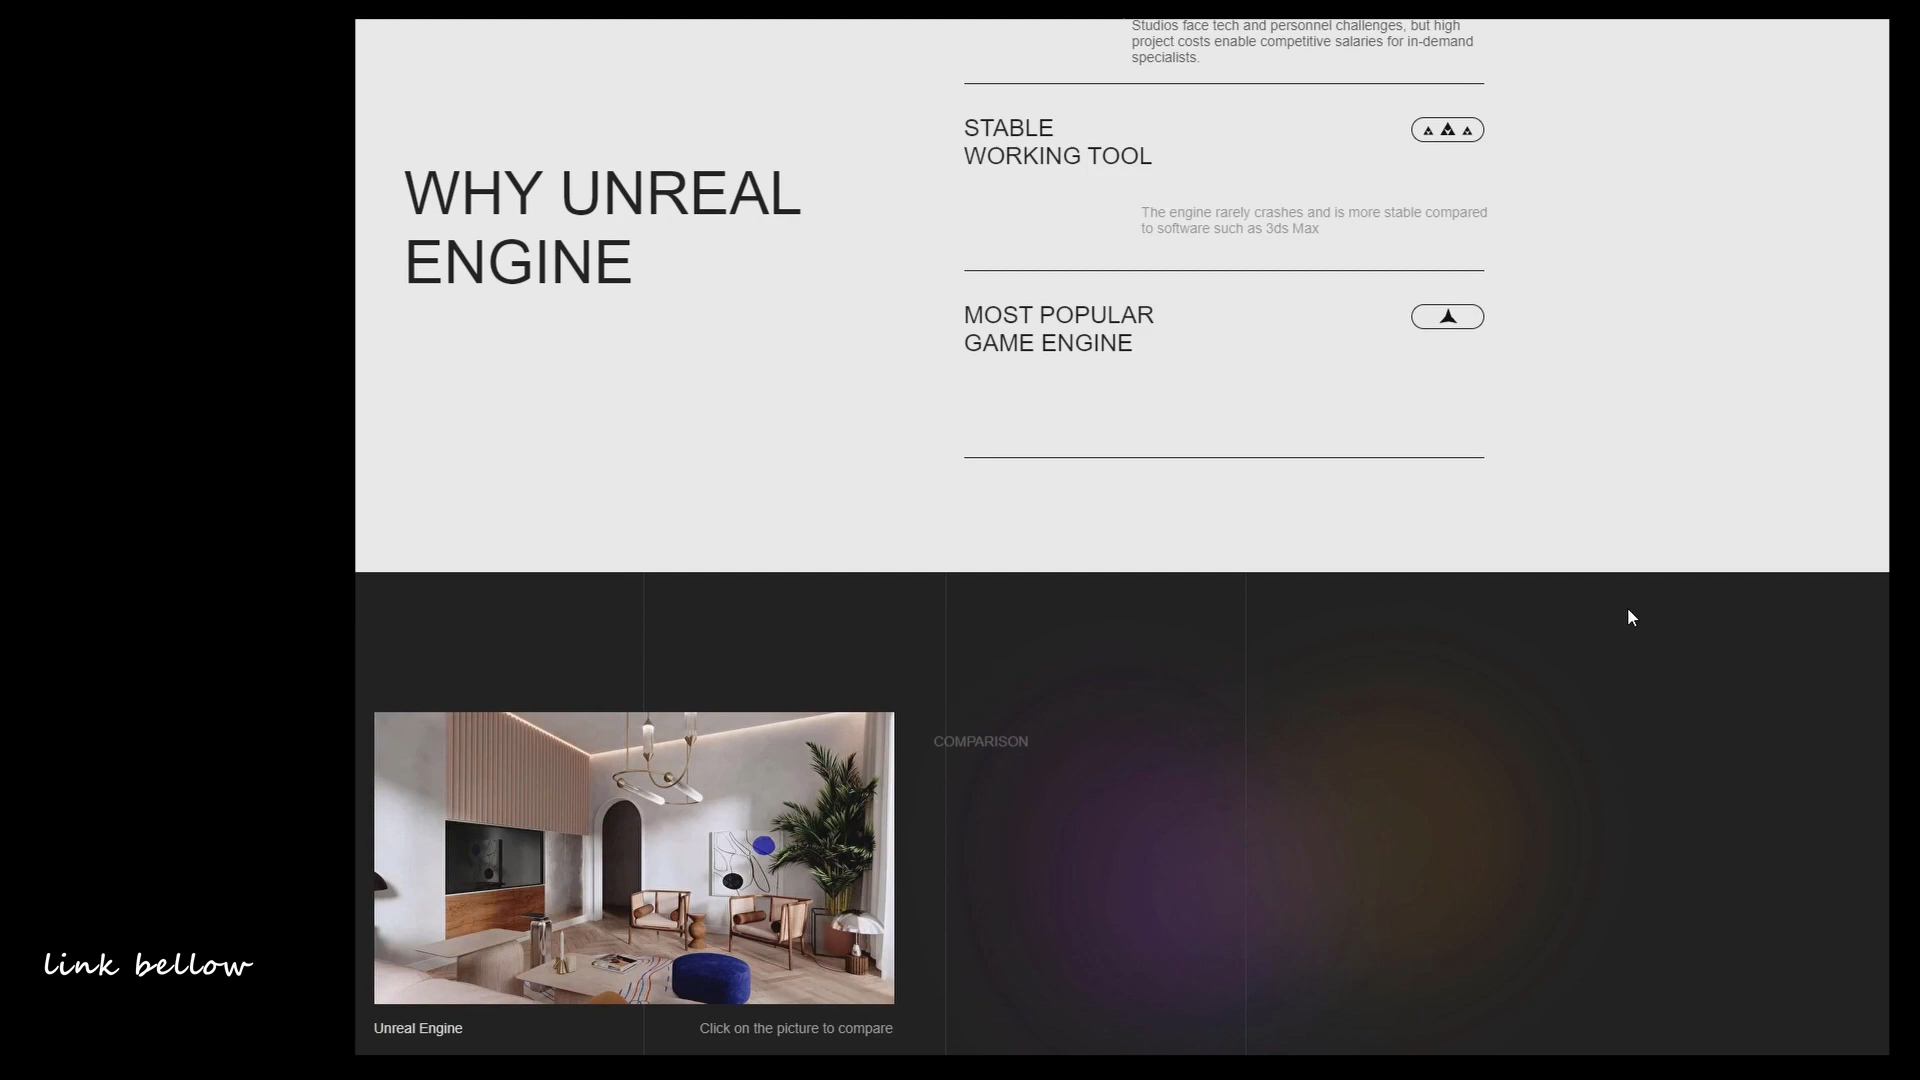 Studios face tech and personnel challenges, but high
project costs enable competitive salaries for in-demand
specialists.
WHY UNREAL
ENGINE
STABLE
WORKING TOOL
The engine rarely crashes and is more stable compared
to software such as 3ds Max
MOST POPULAR
GAME ENGINE
COMPARISON
Unreal Engine
Click on the picture to compare
link bellow